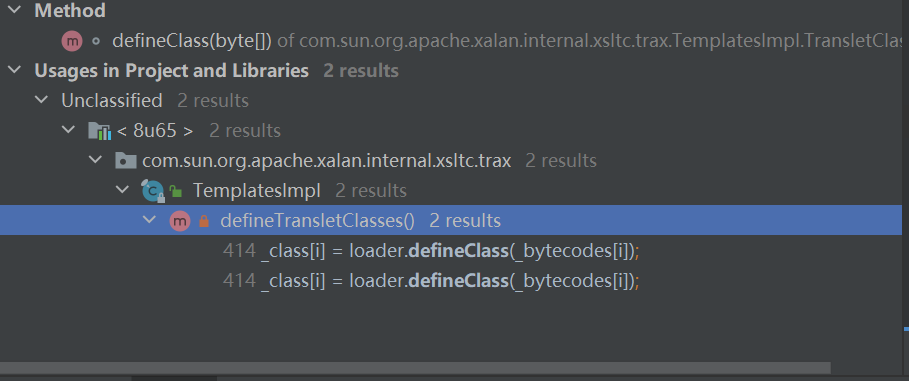 Method
defineClass(byte[]) of com.sun.org.apache.xalan.internal.xsltc.trax.TemplatesImpl.TransletClas
Usages in Project and Libraries 2 results
Unclassified 2 results
< 8u65 > 2 results
com.sun.org.apache.xalan.internal.xsltc.trax 2 results
TemplatesImpl 2 results
defineTransletClasses() 2 results
414 _class[i] = loader.defineClass(_bytecodes[i]);
414 _class[i] = loader.defineClass(_bytecodes[i]);